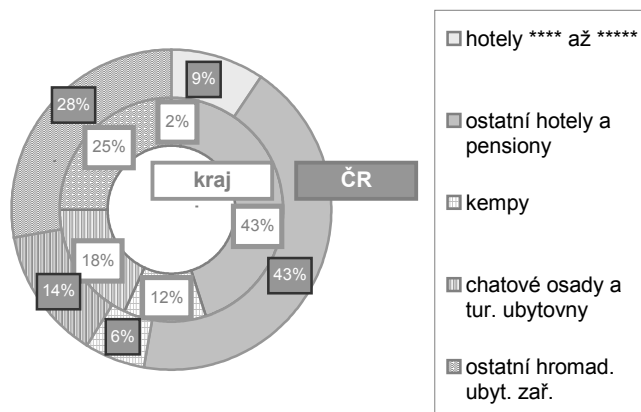 9%
28%
2%
25%
kraj
ČR
43%
43%
18%
14%
12%
6%
hotely **** až *****
ostatní hotely a
pensiony
kempy
chatové osady a
tur. ubytovny
ostatní hromad.
ubyt. zař.